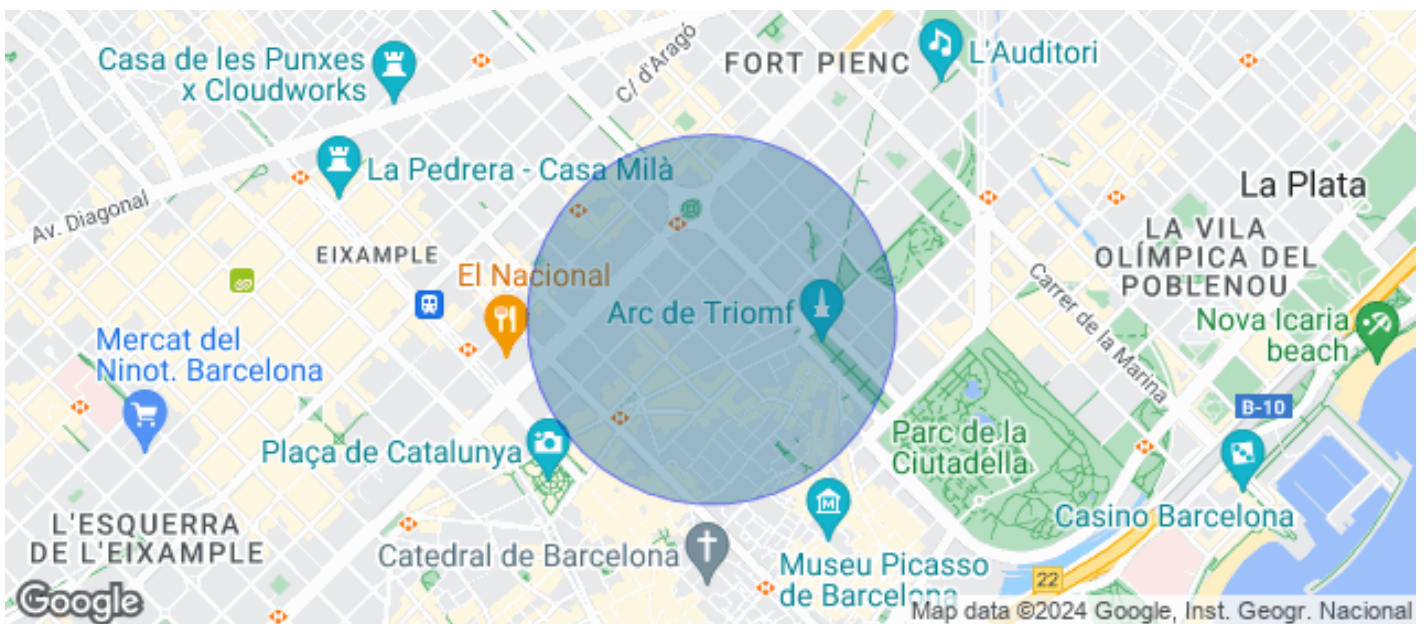 Casa de les Punxes
x Cloudworks
C/ d'Aragó
FORT PIENC
L'Auditori
La Pedrera - Casa Milà
Av. Diagonal
La Plata
EIXAMPLE
LA VILA
OLÍMPICA DEL
POBLENOU
El Nacional
Arc de Triomf
Carrer de la Marina
Nova Icaria
beach
Mercat del
Ninot. Barcelona
B-10
Plaça de Catalunya
Parc de la
Ciutadella
L'ESQUERRA
DE L'EIXAMPLE
Casino Barcelona
Catedral de Barcelona
M
Museu Picasso
de Barcelona
22
Google
Map data ©2024 Google, Inst. Geogr. Nacional